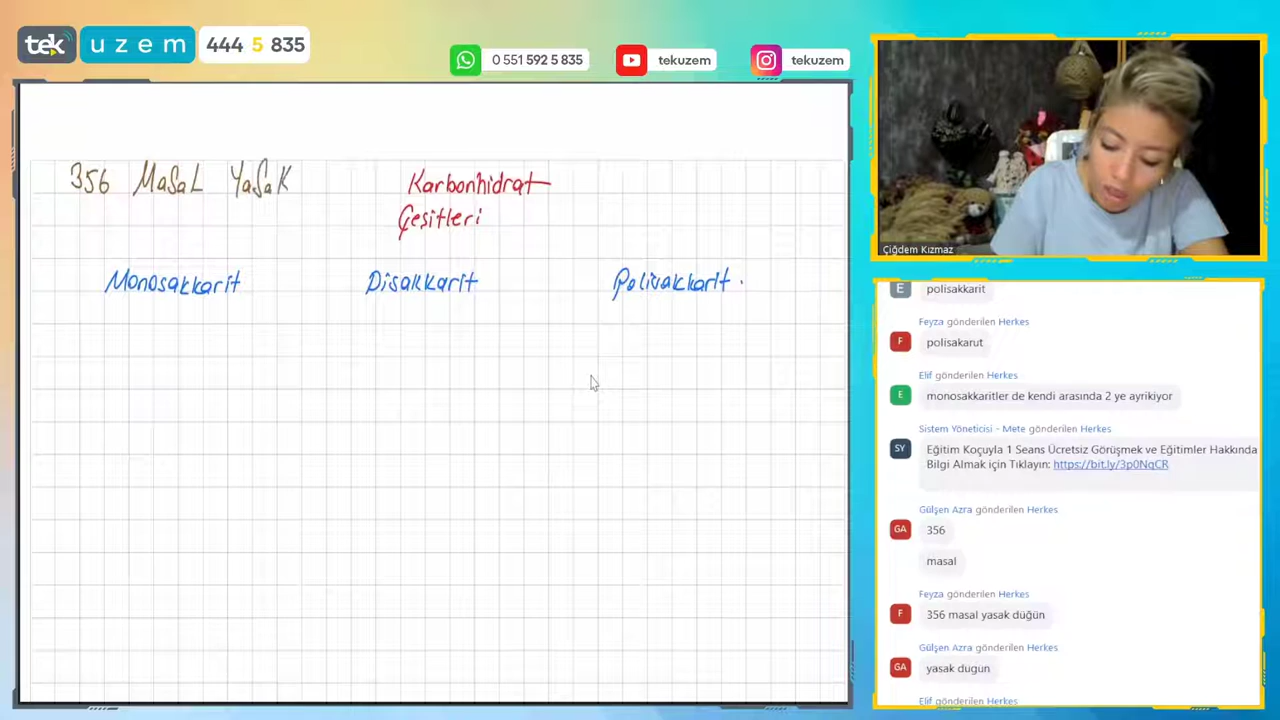 tek uzem 444 5 835
0 551 592 5 835
tekuzem
tekuzem
356 MaSaL YaSaK
Karbonhidrat
Çeşitleri
Monosakkarit
Disakkarit
Polisakkarit
Çiğdem Kızmaz
E
polisakkarit
Feyza gönderilen Herkes
F
polisakarut
Elif gönderilen Herkes
E
monosakkaritler de kendi arasında 2 ye ayrikiyor
Sistem Yöneticisi - Mete gönderilen Herkes
SY
Eğitim Koçuyla 1 Seans Ücretsiz Görüşmek ve Eğitimler Hakkında
Bilgi Almak için Tıklayın: https://bit.ly/3p0NqCR
Gülşen Azra gönderilen Herkes
GA
356
masal
Feyza gönderilen Herkes
F
356 masal yasak düğün
Gülşen Azra gönderilen Herkes
GA
yasak dugun
Elif gönderilen Herkes